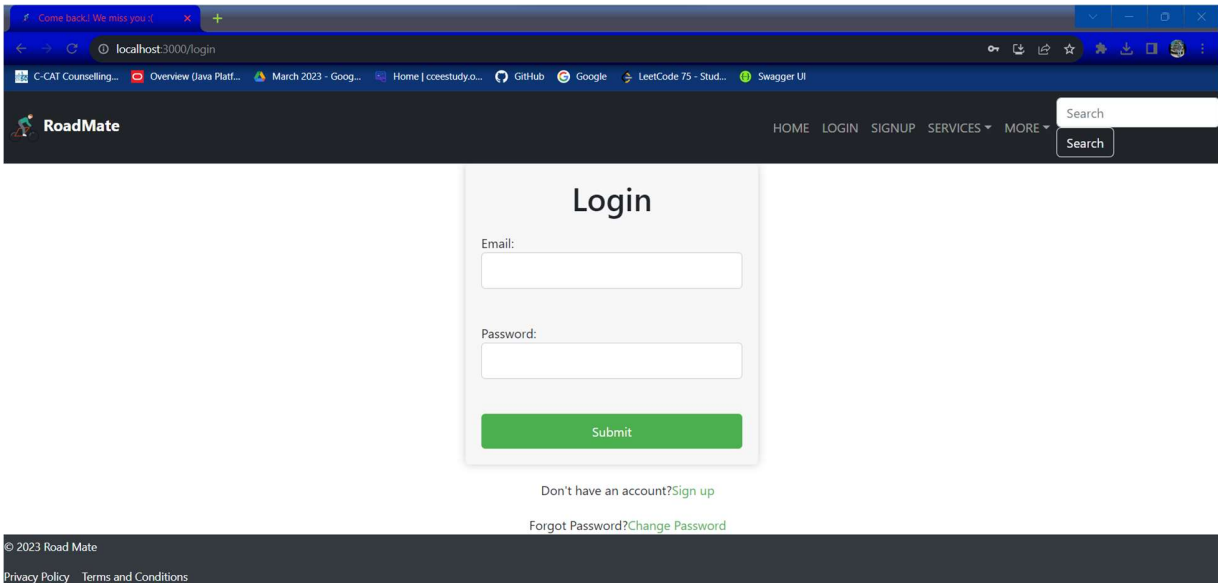 Come back.! We miss you :(
localhost:3000/login
C-CAT Counselling... Overview (Java Platf... March 2023 - Goog... Home | cceestudy.o... GitHub Google LeetCode 75 - Stud... Swagger UI
RoadMate HOME LOGIN SIGNUP SERVICES MORE Search
Search
Login
Email:
Password:
Submit
Don't have an account?Sign up
Forgot Password?Change Password
© 2023 Road Mate
Privacy Policy Terms and Conditions